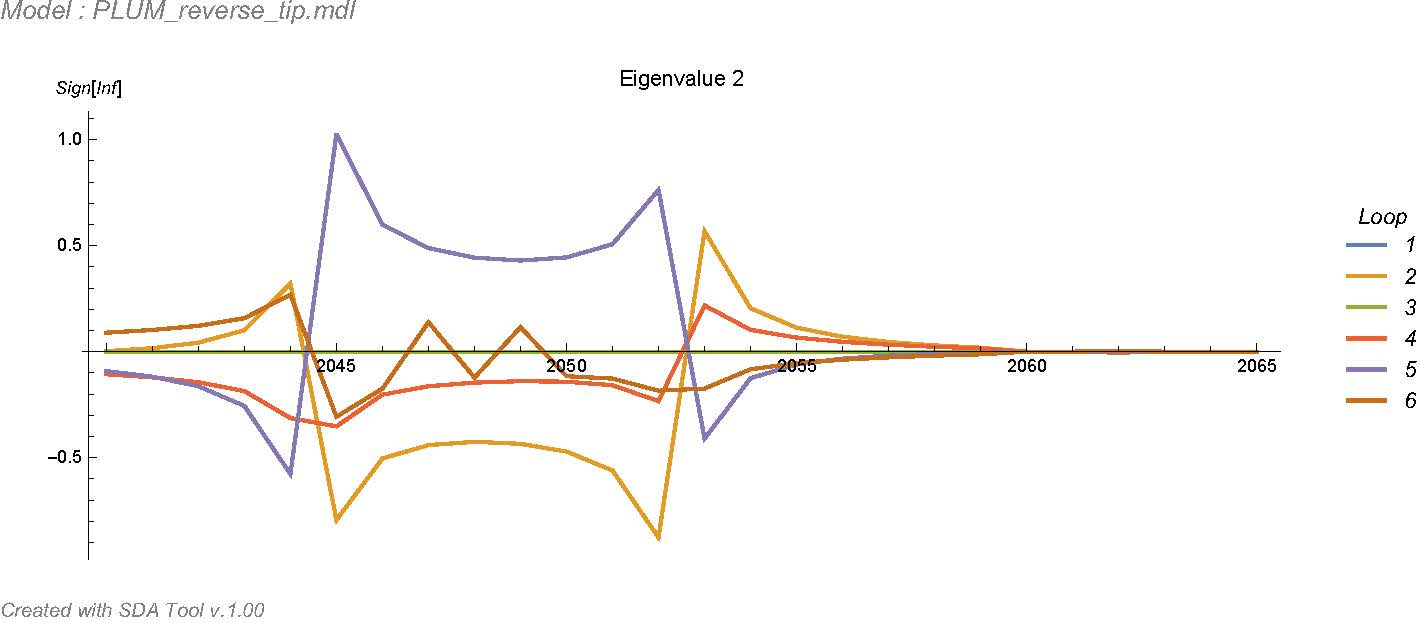 Model : PLUM_reverse_tip.mdl
Eigenvalue 2
Sign[Inf]
1.0
0.5
−0.5
2045
2050
2055
2060
2065
Loop
1
2
3
4
5
6
Created with SDA Tool v.1.00